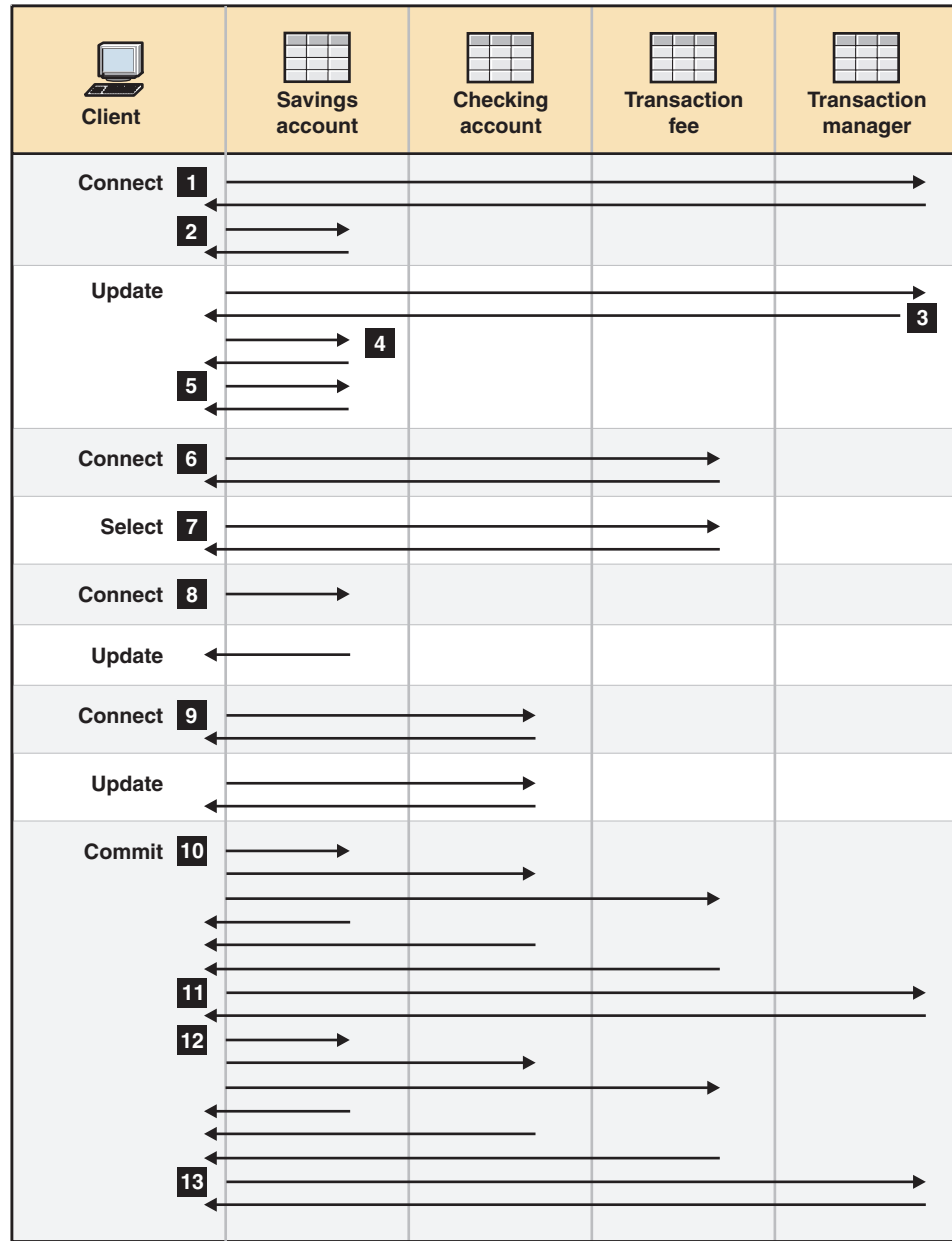 Client
Savings
account
Checking
account
Transaction
fee
Transaction
manager
Connect 1
2
Update
3
4
5
Connect 6
Select 7
Connect 8
Update
Connect 9
Update
Commit 10
11
12
13